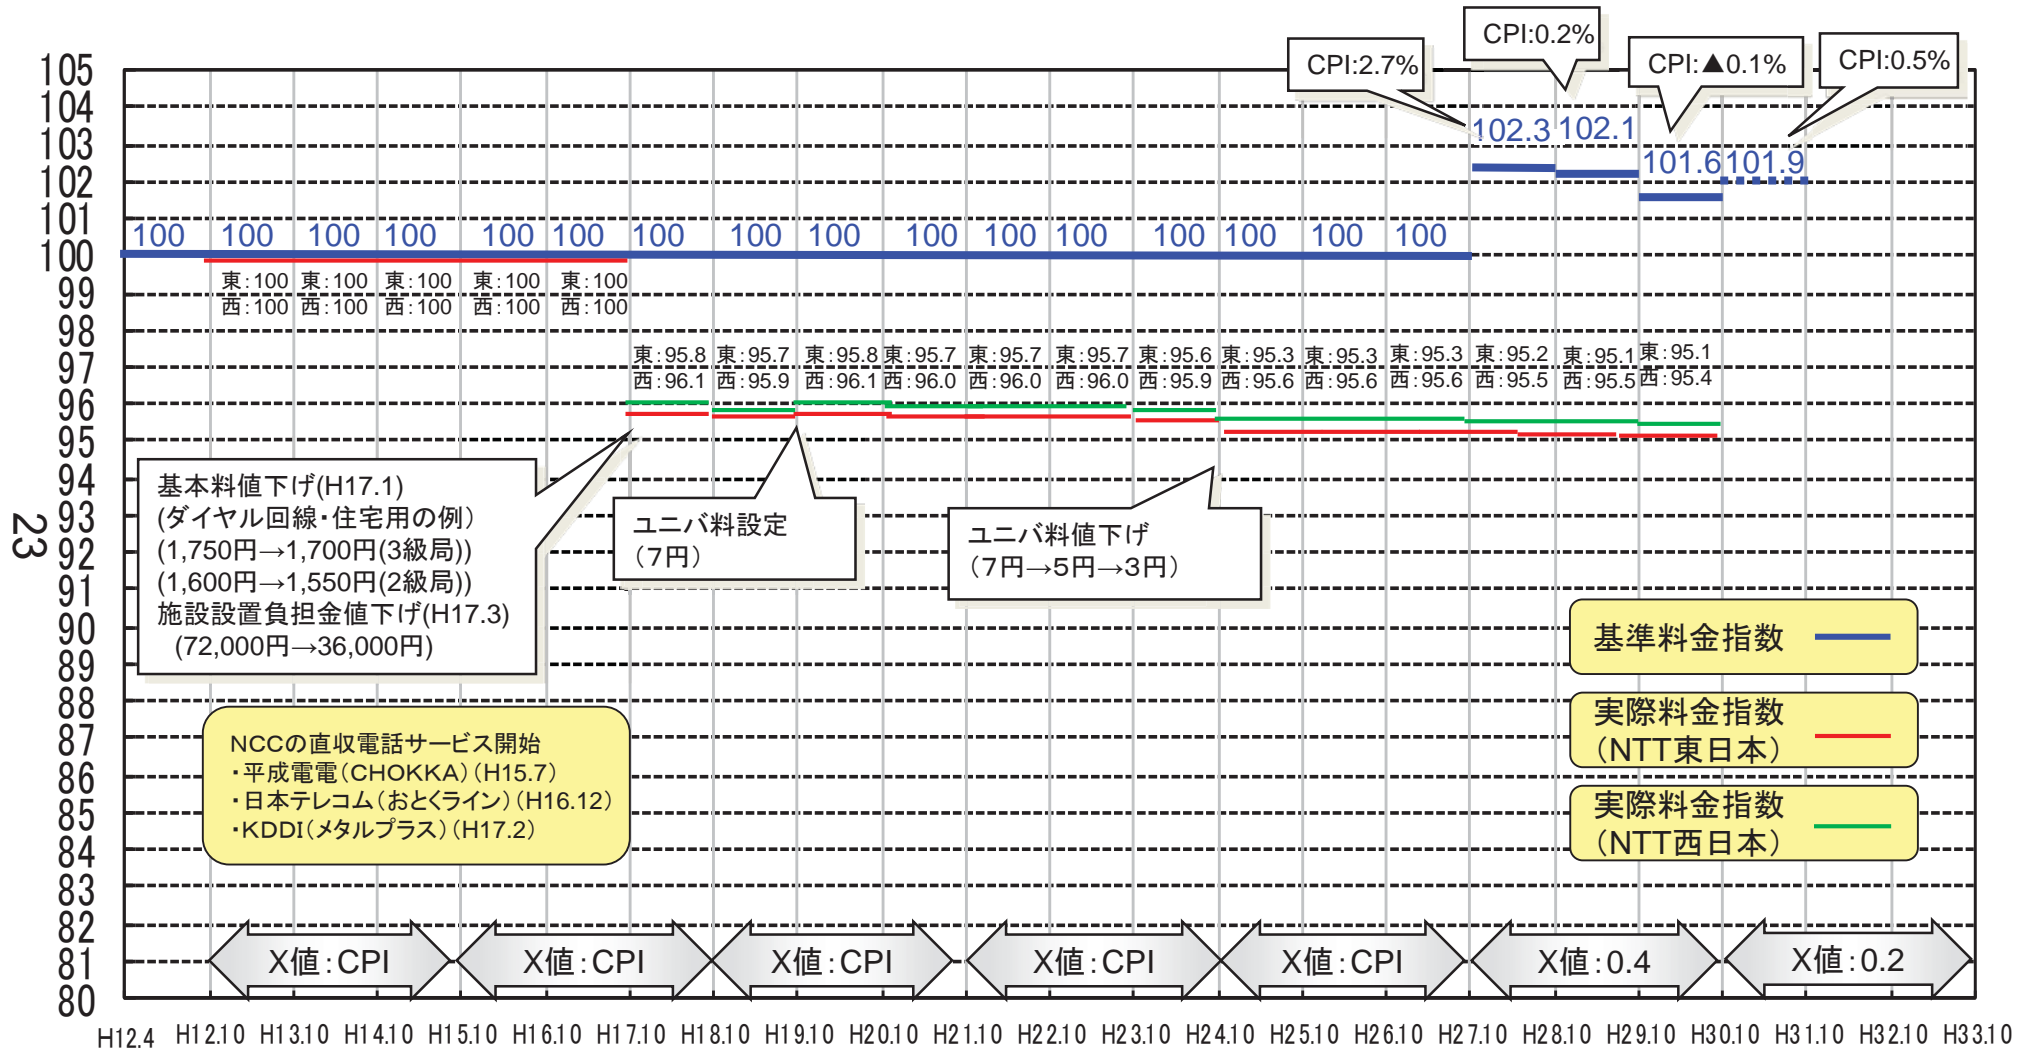 CPI:2.7%
CPI:0.2%
CPI:▲0.1%
CPI:0.5%
105
104
103
102
101
100
99
98
97
96
95
94
93
92
91
90
89
88
87
86
85
84
83
82
81
80
23
102.3 102.1
101.6 101.9
100 100 100 100 100 100 100 100 100 100 100 100 100 100 100 100
東:100 東:100 東:100 東:100 東:100
西:100 西:100 西:100 西:100 西:100
東:95.8 東:95.7 東:95.8 東:95.7 東:95.7 東:95.7 東:95.6 東:95.3 東:95.3 東:95.3 東:95.2 東:95.1 東:95.1
西:96.1 西:95.9 西:96.1 西:96.0 西:96.0 西:96.0 西:95.9 西:95.6 西:95.6 西:95.6 西:95.5 西:95.5 西:95.4
基本料値下げ(H17.1)
(ダイヤル回線・住宅用の例)
(1,750円→1,700円(3級局))
(1,600円→1,550円(2級局))
施設設置負担金値下げ(H17.3)
(72,000円→36,000円)
ユニバ料設定
(7円)
ユニバ料値下げ
(7円→5円→3円)
基準料金指数
実際料金指数
(NTT東日本)
実際料金指数
(NTT西日本)
NCCの直収電話サービス開始
・平成電電(CHOKKA)(H15.7)
・日本テレコム(おとくライン)(H16.12)
・KDDI(メタルプラス)(H17.2)
X値:CPI X値:CPI X値:CPI X値:CPI X値:CPI X値:0.4 X値:0.2
H12.4 H12.10 H13.10 H14.10 H15.10 H16.10 H17.10 H18.10 H19.10 H20.10 H21.10 H22.10 H23.10 H24.10 H25.10 H26.10 H27.10 H28.10 H29.10 H30.10 H31.10 H32.10 H33.10